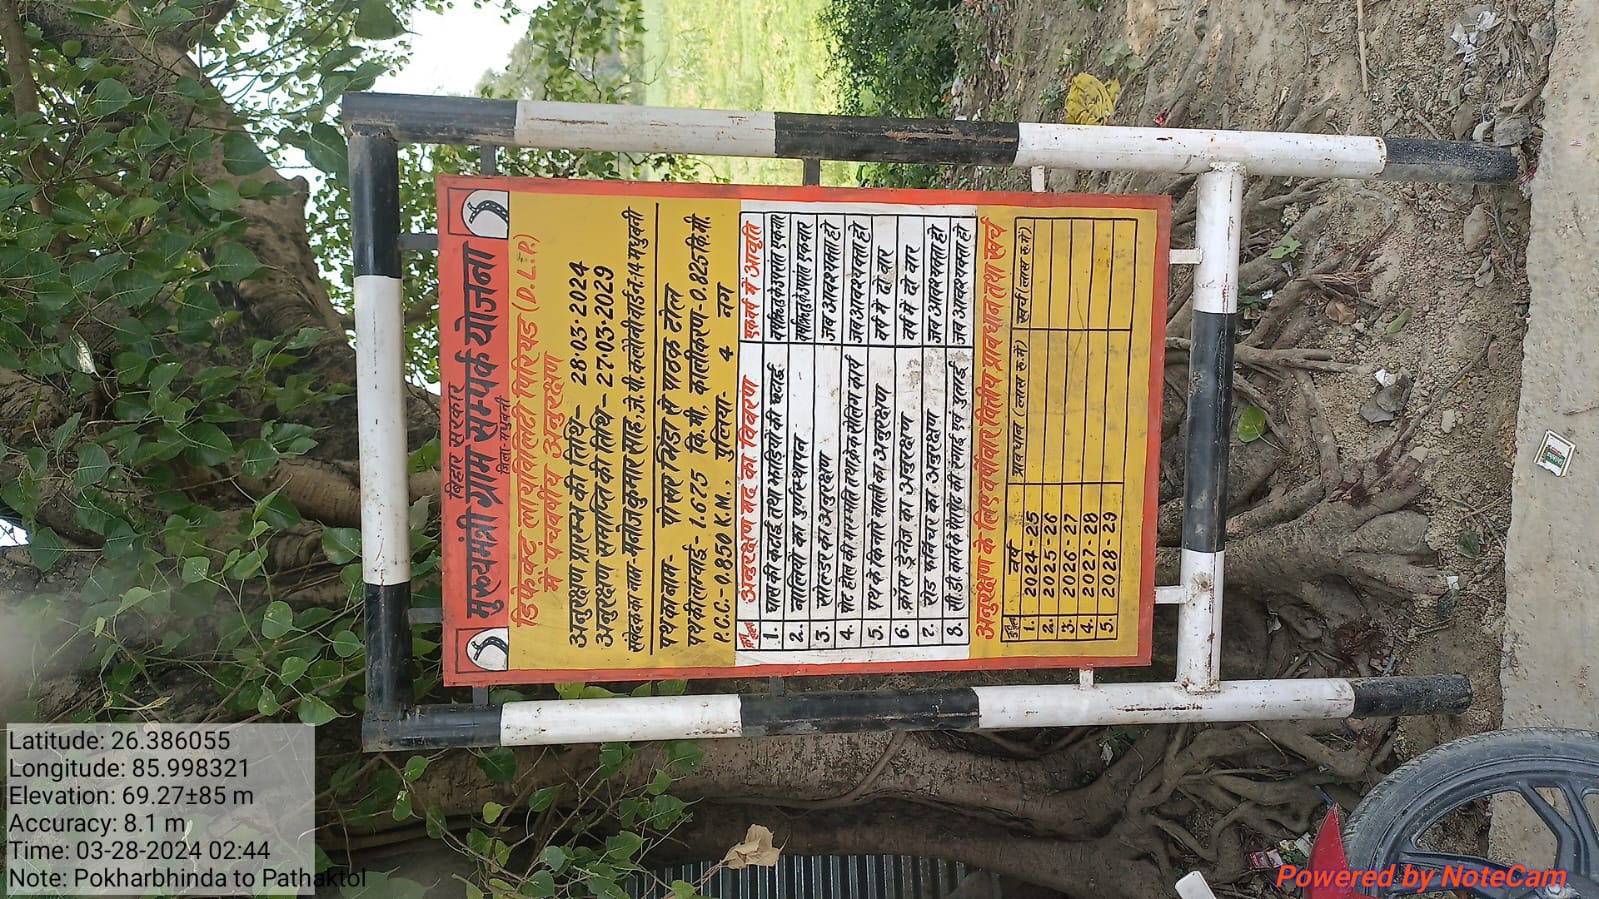 बिहार सरकार
मुख्यमंत्री ग्राम सम्पर्क योजना
जिला-मधुबनी
डिफेक्ट लायबिलिटी पिरियड (D.L.P.)
में पंचवर्षीय अनुरक्षण
अनुरक्षण प्रारम्भ की तिथि- 28.03.2024
अनुरक्षण समाप्ति की तिथि- 27.03.2029
संवेदक का नाम-मनोज कुमार साह, जे.सी.कलोनी वार्ड नं-14 मधुबनी
पथ का नाम- पोखर भिंडा से पाठक टोल
पथ की लम्बाई- 1.675 कि.मी., कालीकरण-0.825 कि.मी.
P.C.C.-0.850 K.M., पुलिया- 4 नग
अनुरक्षण मद का विवरण एक वर्ष में आवृति
1. घास की कटाई तथा झाड़ियों की छटाई
2. नालियों का पुर्नस्थापन
3. सोल्डर का अनुरक्षण जब आवश्यकता हो
4. पोट होल की मरम्मति तथा क्रैक सीलिंग कार्य जब आवश्यकता हो
5. पथ के किनारे नाली का अनुरक्षण वर्ष में दो बार
6. क्रॉस ड्रेनेज का अनुरक्षण वर्ष में दो बार
7. रोड फर्निचर का अनुरक्षण जब आवश्यकता हो
8. सी.डी. कार्य के पैरापेट की रंगाई एवं पुताई जब आवश्यकता हो
अनुरक्षण के लिए वर्षवार वित्तीय प्रावधान तथा खर्च
वर्ष प्रावधान (लाख रु. में) खर्च (लाख रु. में)
1. 2024-25
2. 2025-26
3. 2026-27
4. 2027-28
5. 2028-29
Latitude: 26.386055
Longitude: 85.998321
Elevation: 69.27±85 m
Accuracy: 8.1 m
Time: 03-28-2024 02:44
Note: Pokharbhinda to Pathaktol
Powered by NoteCam